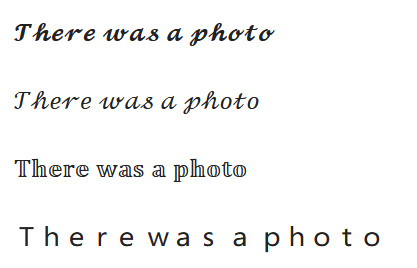 𝓣𝓱𝓮𝓻𝓮 𝔀𝓪𝓼 𝓪 𝓹𝓱𝓸𝓽𝓸
𝒯𝒽ℯ𝓇ℯ 𝓌𝒶𝓈 𝒶 𝓅𝒽ℴ𝓉ℴ
𝕋𝕙𝕖𝕣𝕖 𝕨𝕒𝕤 𝕒 𝕡𝕙𝕠𝕥𝕠
Ｔｈｅｒｅ ｗａｓ ａ ｐｈｏｔｏ